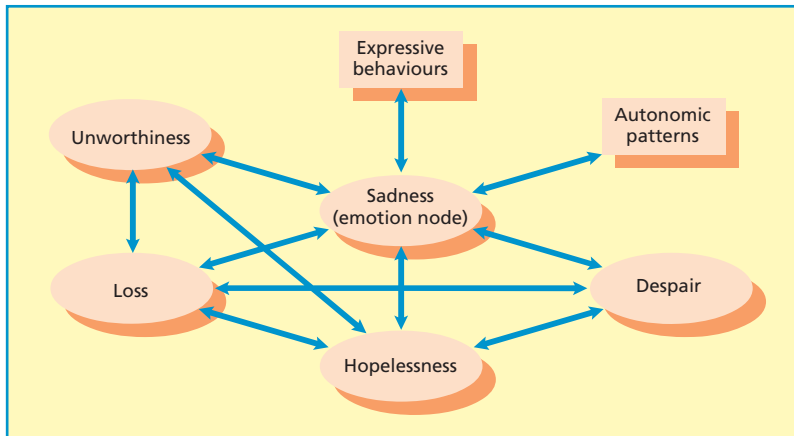 Expressive
behaviours
Autonomic
patterns
Unworthiness
Sadness
(emotion node)
Loss
Despair
Hopelessness